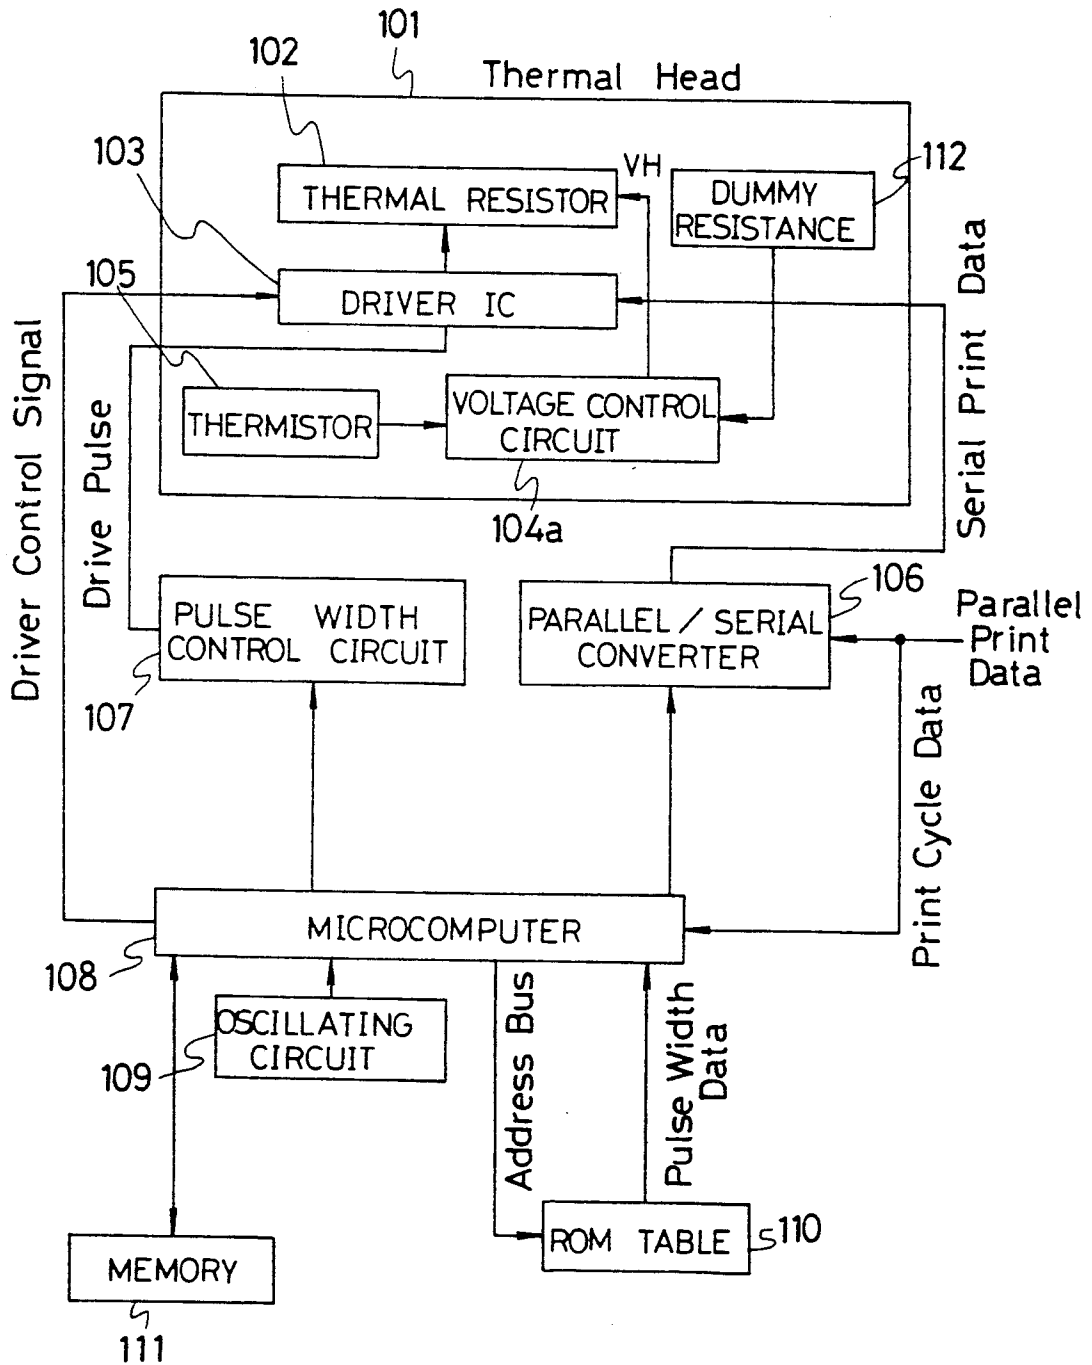 101
102
Thermal Head
103
VH
112
THERMAL RESISTOR
DUMMY
RESISTANCE
105
DRIVER IC
THERMISTOR
VOLTAGE CONTROL
CIRCUIT
104a
Driver Control Signal
Drive Pulse
Serial Print Data
106
PULSE WIDTH
CONTROL CIRCUIT
PARALLEL / SERIAL
CONVERTER
Parallel
Print
Data
107
Print Cycle Data
MICROCOMPUTER
108
OSCILLATING
CIRCUIT
109
Address Bus
Pulse Width
Data
ROM TABLE
110
MEMORY
111